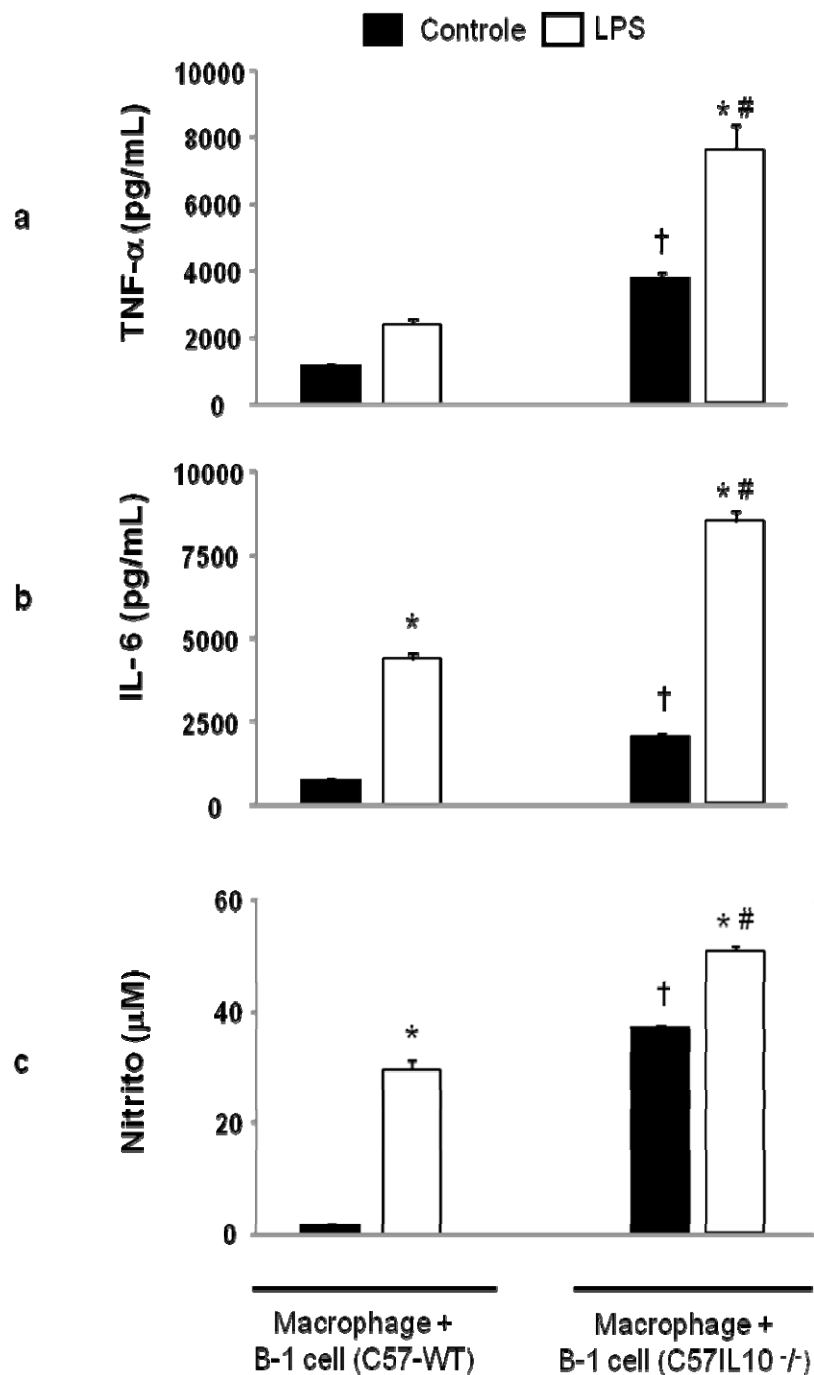 Controle LPS
a
TNF-α (pg/mL)
10000
8000
6000
4000
2000
0
†
* #
b
IL-6 (pg/mL)
10000
7500
5000
2500
0
*
†
* #
c
Nitrito (μM)
60
40
20
0
*
†
* #
Macrophage +
B-1 cell (C57-WT)
Macrophage +
B-1 cell (C57IL10 -/-)